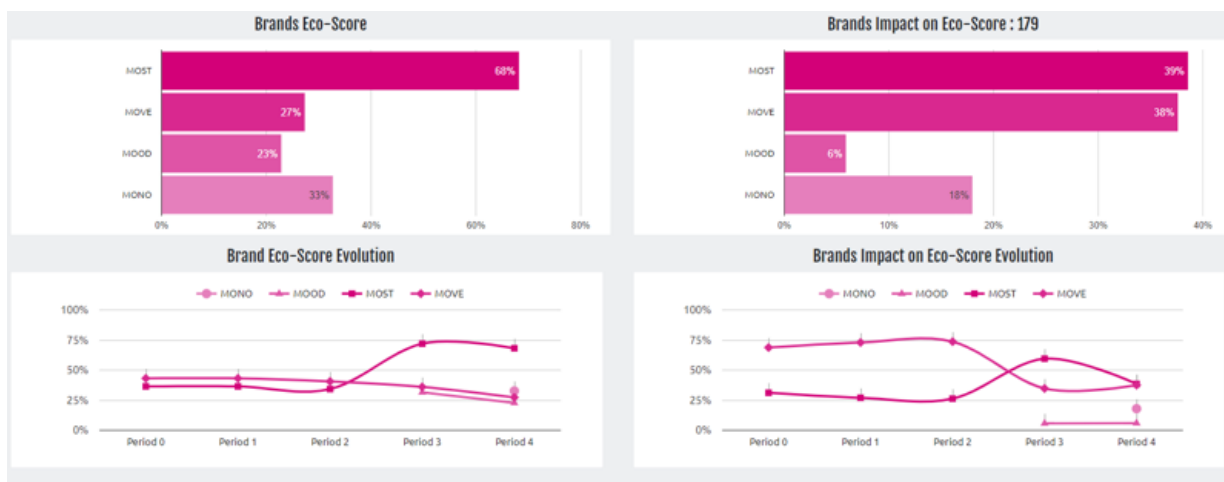 Brands Eco-Score
MOST
68%
MOVE
27%
MOOD
23%
MONO
33%
0% 20% 40% 60% 80%
Brands Impact on Eco-Score : 179
MOST
39%
MOVE
38%
MOOD
6%
MONO
18%
0% 10% 20% 30% 40%
Brand Eco-Score Evolution
MONO MOOD MOST MOVE
100%
75%
50%
25%
0%
Period 0 Period 1 Period 2 Period 3 Period 4
Brands Impact on Eco-Score Evolution
MONO MOOD MOST MOVE
100%
75%
50%
25%
0%
Period 0 Period 1 Period 2 Period 3 Period 4